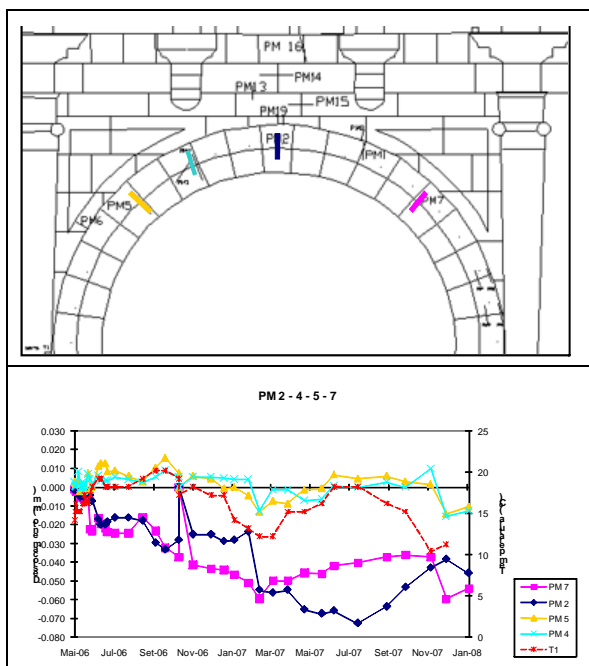 PM 16
PM14
PM13
PM15
PM19
PM2
PM1
PM5
PM7
PM6
PM 2 - 4 - 5 - 7
0.030
0.020
0.010
0.000
-0.010
-0.020
-0.030
-0.040
-0.050
-0.060
-0.070
-0.080
25
20
15
10
5
0
Mai-06 Jul-06 Set-06 Nov-06 Jan-07 Mar-07 Mai-07 Jul-07 Set-07 Nov-07 Jan-08
PM 7
PM 2
PM 5
PM 4
T1